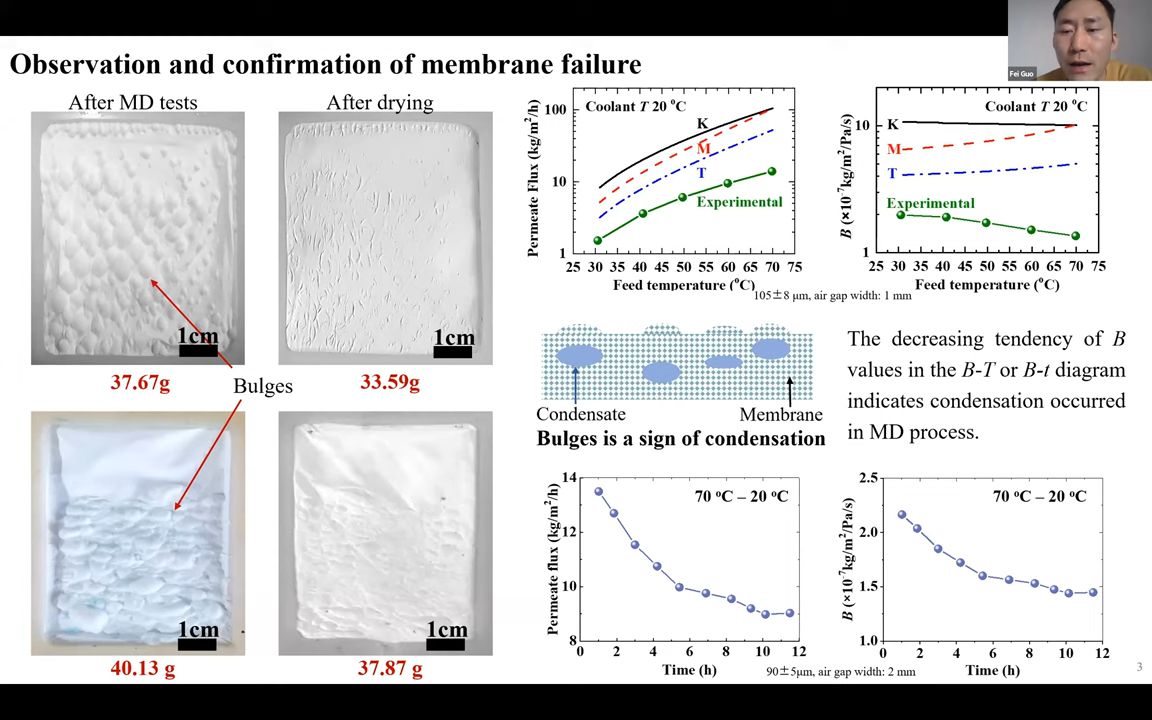 Fei Guo
Observation and confirmation of membrane failure
After MD tests
After drying
1cm
1cm
37.67g
33.59g
Bulges
1cm
1cm
40.13 g
37.87 g
Permeate Flux (kg/m²/h)
100
10
1
Coolant T 20 °C
K
M
T
Experimental
25 30 35 40 45 50 55 60 65 70 75
Feed temperature (°C)
B (×10⁻⁷kg/m²/Pa/s)
10
1
Coolant T 20 °C
K
M
T
Experimental
25 30 35 40 45 50 55 60 65 70 75
Feed temperature (°C)
105±8 μm, air gap width: 1 mm
Condensate
Membrane
Bulges is a sign of condensation
The decreasing tendency of B
values in the B-T or B-t diagram
indicates condensation occurred
in MD process.
Permeate flux (kg/m²/h)
14
12
10
8
70 °C – 20 °C
0 2 4 6 8 10 12
Time (h)
B (×10⁻⁷kg/m²/Pa/s)
2.5
2.0
1.5
1.0
70 °C – 20 °C
0 2 4 6 8 10 12
Time (h)
90±5μm, air gap width: 2 mm
3